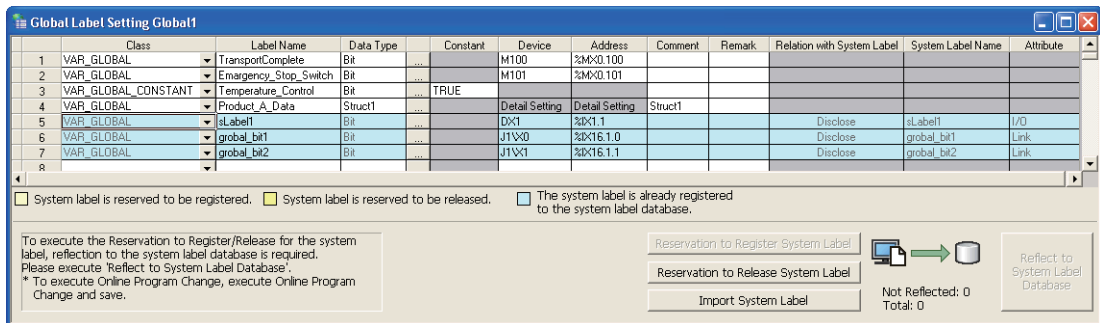 Global Label Setting Global1
Class Label Name Data Type Constant Device Address Comment Remark Relation with System Label System Label Name Attribute
1 VAR_GLOBAL TransportComplete Bit ... M100 %MX0.100
2 VAR_GLOBAL Emargency_Stop_Switch Bit ... M101 %MX0.101
3 VAR_GLOBAL_CONSTANT Temperature_Control Bit ... TRUE
4 VAR_GLOBAL Product_A_Data Struct1 ... Detail Setting Detail Setting Struct1
5 VAR_GLOBAL sLabel1 Bit ... DX1 %IX1.1 Disclose sLabel1 I/O
6 VAR_GLOBAL grobal_bit1 Bit ... J1\X0 %IX16.1.0 Disclose grobal_bit1 Link
7 VAR_GLOBAL grobal_bit2 Bit ... J1\X1 %IX16.1.1 Disclose grobal_bit2 Link
8
System label is reserved to be registered. System label is reserved to be released. The system label is already registered
to the system label database.
To execute the Reservation to Register/Release for the system
label, reflection to the system label database is required.
Please execute 'Reflect to System Label Database'.
* To execute Online Program Change, execute Online Program
Change and save.
Reservation to Register System Label
Reservation to Release System Label
Import System Label
Not Reflected: 0
Total: 0
Reflect to
System Label
Database